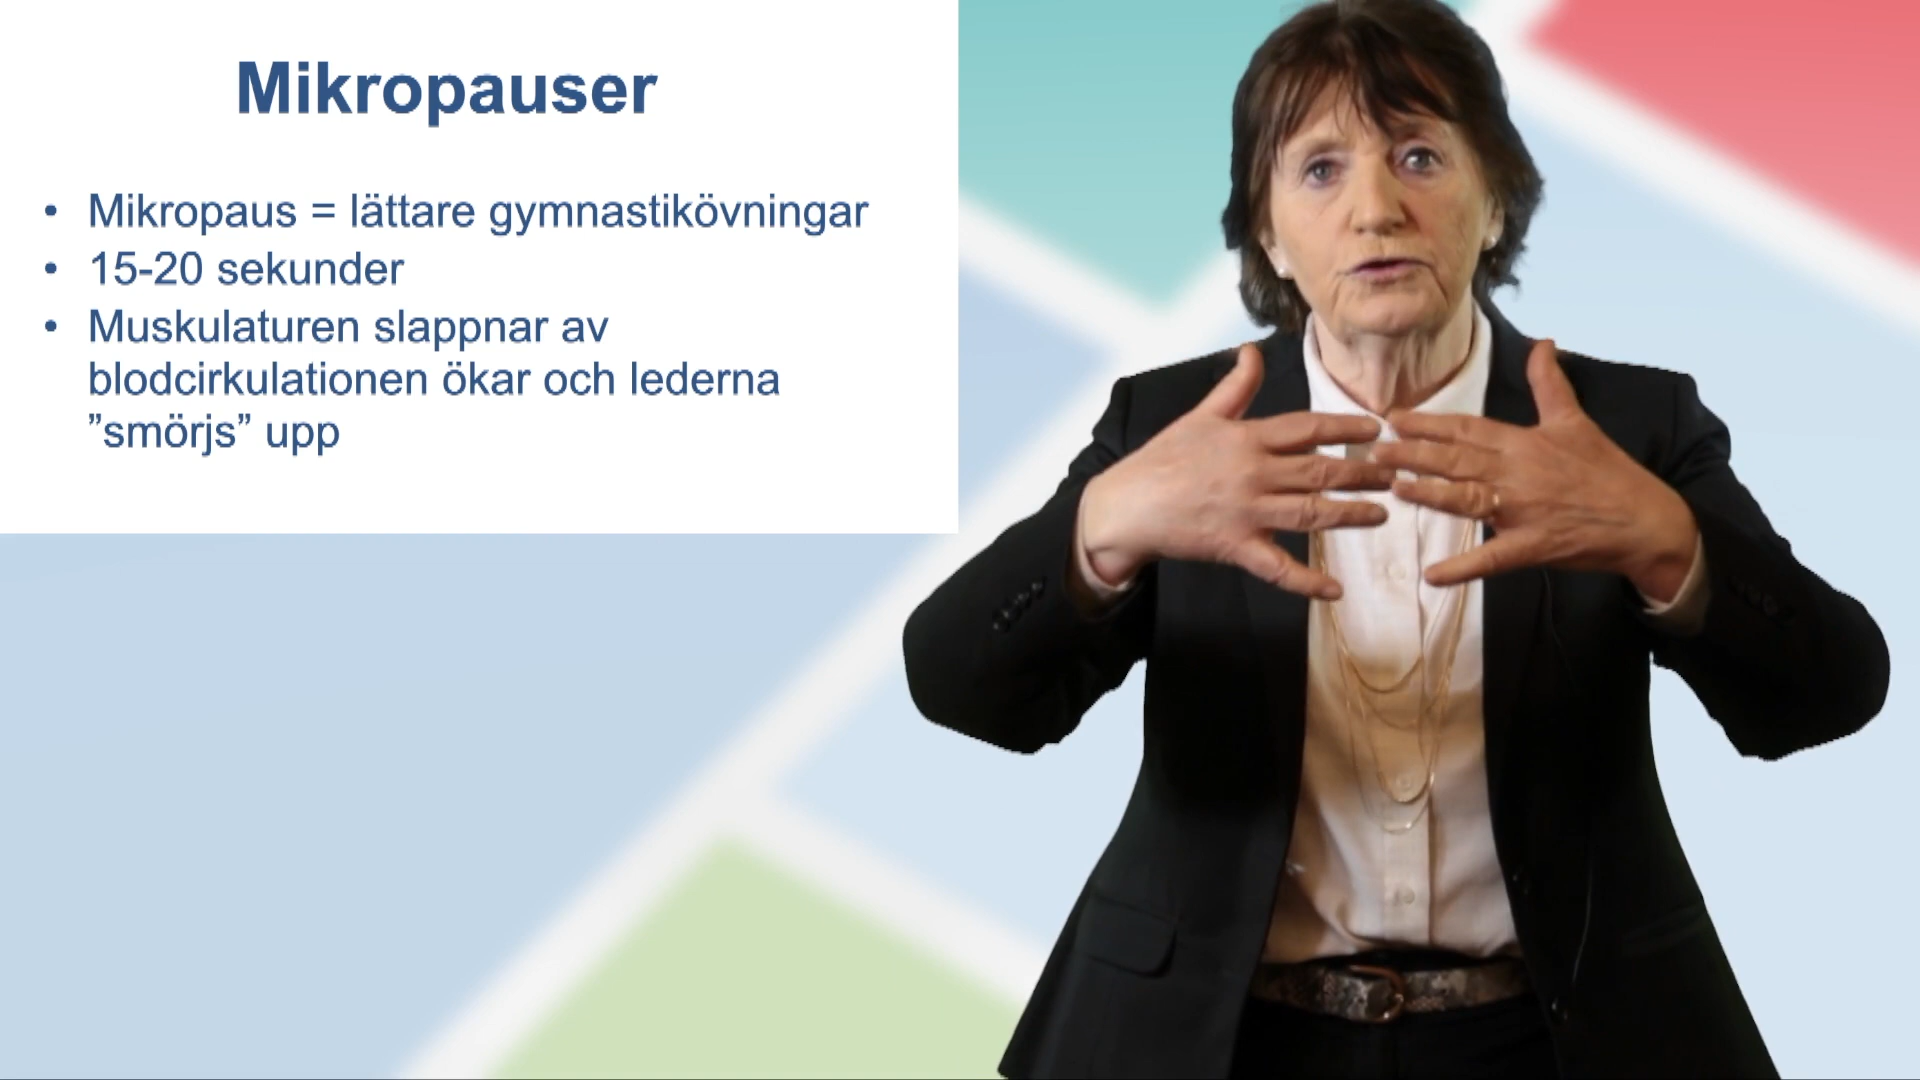 Mikropauser
• Mikropaus = lättare gymnastikövningar
• 15-20 sekunder
• Muskulaturen slappnar av
blodcirkulationen ökar och lederna
”smörjs” upp